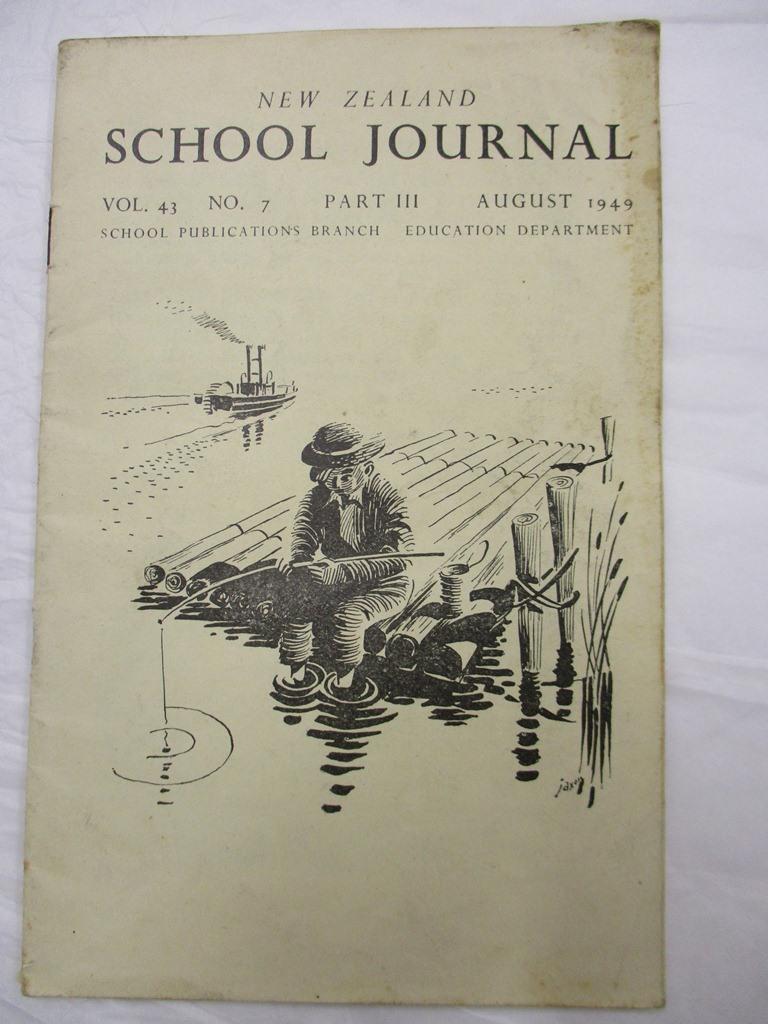 NEW ZEALAND
SCHOOL JOURNAL
VOL. 43 NO. 7 PART III AUGUST 1949
SCHOOL PUBLICATIONS BRANCH EDUCATION DEPARTMENT